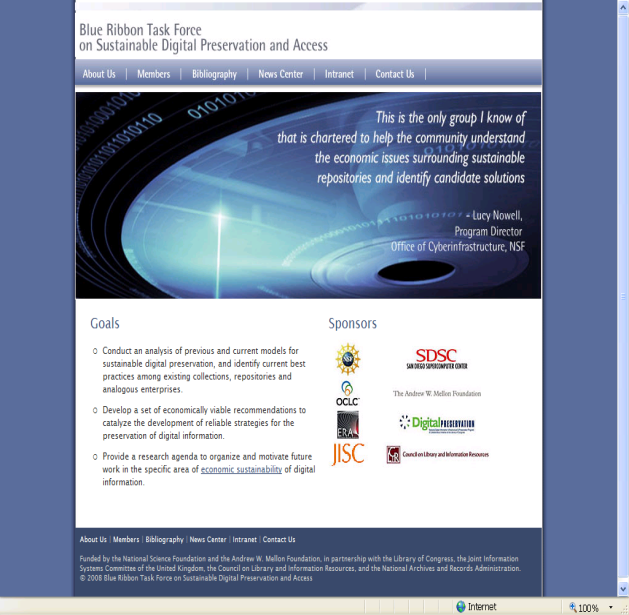 Blue Ribbon Task Force
on Sustainable Digital Preservation and Access
About Us | Members | Bibliography | News Center | Intranet | Contact Us |
This is the only group I know of
that is chartered to help the community understand
the economic issues surrounding sustainable
repositories and identify candidate solutions
- Lucy Nowell,
Program Director
Office of Cyberinfrastructure, NSF
Goals
Conduct an analysis of previous and current models for
sustainable digital preservation, and identify current best
practices among existing collections, repositories and
analogous enterprises.
Develop a set of economically viable recommendations to
catalyze the development of reliable strategies for the
preservation of digital information.
Provide a research agenda to organize and motivate future
work in the specific area of economic sustainability of digital
information.
Sponsors
NSF
SDSC
SAN DIEGO SUPERCOMPUTER CENTER
OCLC
The Andrew W. Mellon Foundation
ERA
Digital PRESERVATION
JISC
Council on Library and Information Resources
About Us | Members | Bibliography | News Center | Intranet | Contact Us
Funded by the National Science Foundation and the Andrew W. Mellon Foundation, in partnership with the Library of Congress, the Joint Information
Systems Committee of the United Kingdom, the Council on Library and Information Resources, and the National Archives and Records Administration.
© 2008 Blue Ribbon Task Force on Sustainable Digital Preservation and Access
Internet
100%